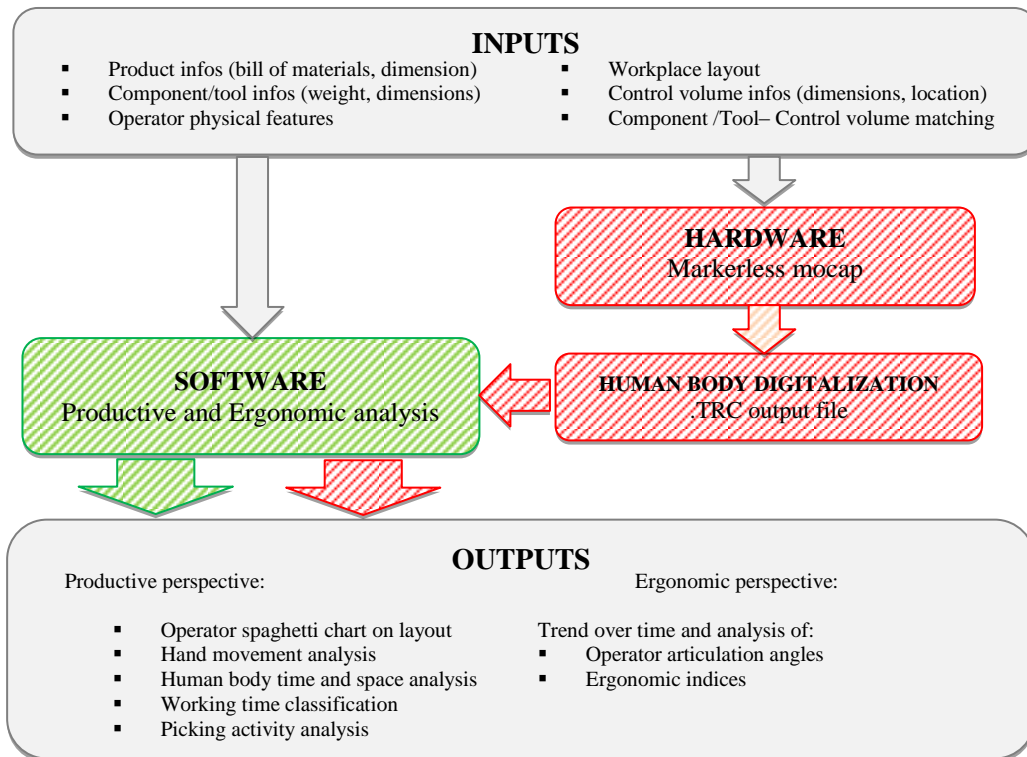 INPUTS
▪ Product infos (bill of materials, dimension)
▪ Component/tool infos (weight, dimensions)
▪ Operator physical features
▪ Workplace layout
▪ Control volume infos (dimensions, location)
▪ Component /Tool– Control volume matching
HARDWARE
Markerless mocap
SOFTWARE
Productive and Ergonomic analysis
HUMAN BODY DIGITALIZATION
.TRC output file
OUTPUTS
Productive perspective:
▪ Operator spaghetti chart on layout
▪ Hand movement analysis
▪ Human body time and space analysis
▪ Working time classification
▪ Picking activity analysis
Ergonomic perspective:
Trend over time and analysis of:
▪ Operator articulation angles
▪ Ergonomic indices